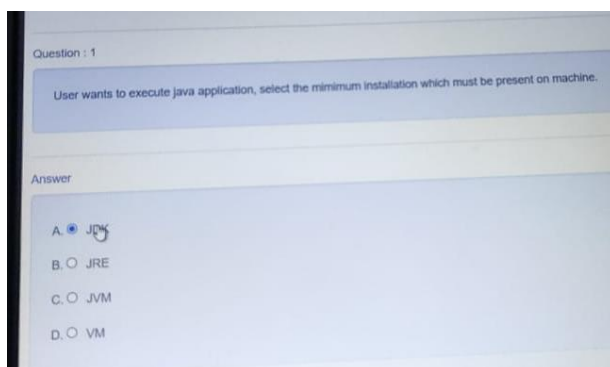 Question : 1
User wants to execute java application, select the mimimum installation which must be present on machine.
Answer
A. JDK
B. JRE
C. JVM
D. VM